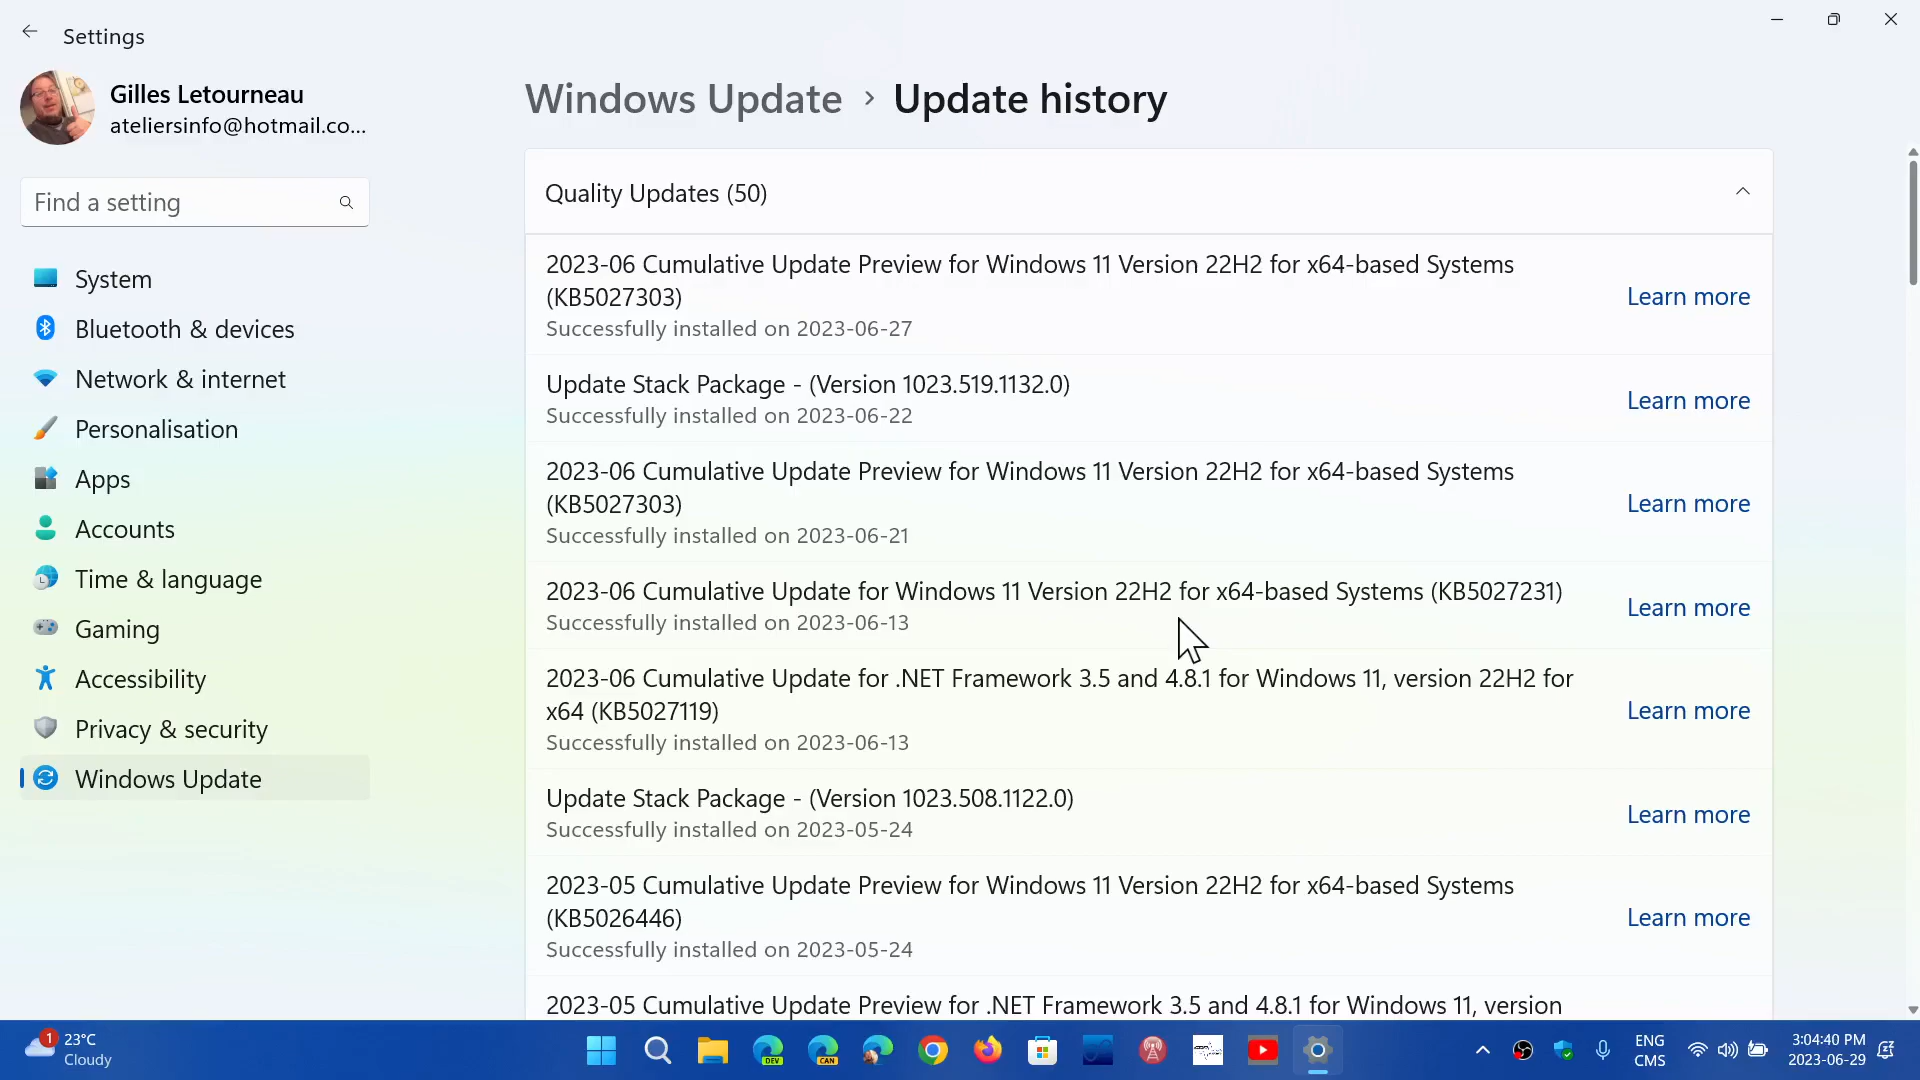 Settings
Gilles Letourneau
ateliersinfo@hotmail.co...
Find a setting
System
Bluetooth & devices
Network & internet
Personalisation
Apps
Accounts
Time & language
Gaming
Accessibility
Privacy & security
Windows Update
Windows Update › Update history
Quality Updates (50)
2023-06 Cumulative Update Preview for Windows 11 Version 22H2 for x64-based Systems
(KB5027303)
Successfully installed on 2023-06-27
Learn more
Update Stack Package - (Version 1023.519.1132.0)
Successfully installed on 2023-06-22
Learn more
2023-06 Cumulative Update Preview for Windows 11 Version 22H2 for x64-based Systems
(KB5027303)
Successfully installed on 2023-06-21
Learn more
2023-06 Cumulative Update for Windows 11 Version 22H2 for x64-based Systems (KB5027231)
Successfully installed on 2023-06-13
Learn more
2023-06 Cumulative Update for .NET Framework 3.5 and 4.8.1 for Windows 11, version 22H2 for
x64 (KB5027119)
Successfully installed on 2023-06-13
Learn more
Update Stack Package - (Version 1023.508.1122.0)
Successfully installed on 2023-05-24
Learn more
2023-05 Cumulative Update Preview for Windows 11 Version 22H2 for x64-based Systems
(KB5026446)
Successfully installed on 2023-05-24
Learn more
2023-05 Cumulative Update Preview for .NET Framework 3.5 and 4.8.1 for Windows 11, version
1
23°C
Cloudy
DEV
CAN
ENG
CMS
3:04:40 PM
2023-06-29